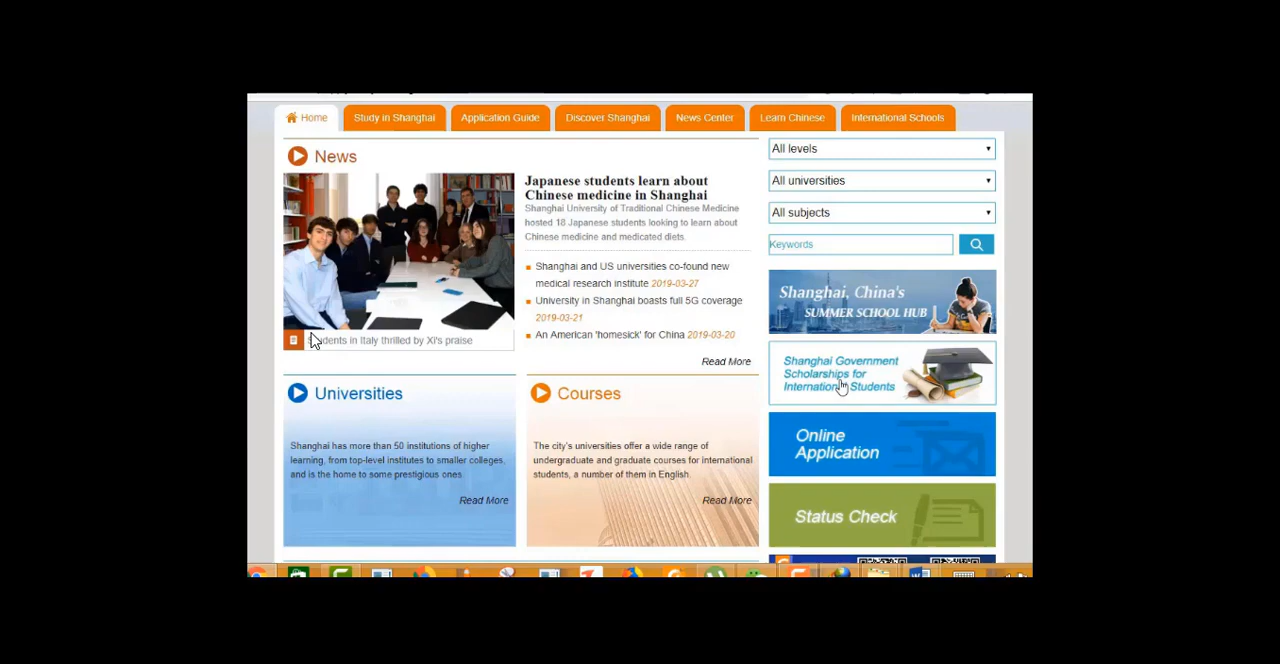 Home
Study in Shanghai
Application Guide
Discover Shanghai
News Center
Learn Chinese
International Schools
News
Japanese students learn about
Chinese medicine in Shanghai
Shanghai University of Traditional Chinese Medicine
hosted 18 Japanese students looking to learn about
Chinese medicine and medicated diets.
Shanghai and US universities co-found new
medical research institute 2019-03-27
University in Shanghai boasts full 5G coverage
2019-03-21
An American 'homesick' for China 2019-03-20
Read More
Students in Italy thrilled by Xi's praise
Universities
Shanghai has more than 50 institutions of higher
learning, from top-level institutes to smaller colleges,
and is the home to some prestigious ones.
Read More
Courses
The city's universities offer a wide range of
undergraduate and graduate courses for international
students, a number of them in English.
Read More
All levels
All universities
All subjects
Keywords
Shanghai, China's
SUMMER SCHOOL HUB
Shanghai Government
Scholarships for
International Students
Online
Application
Status Check